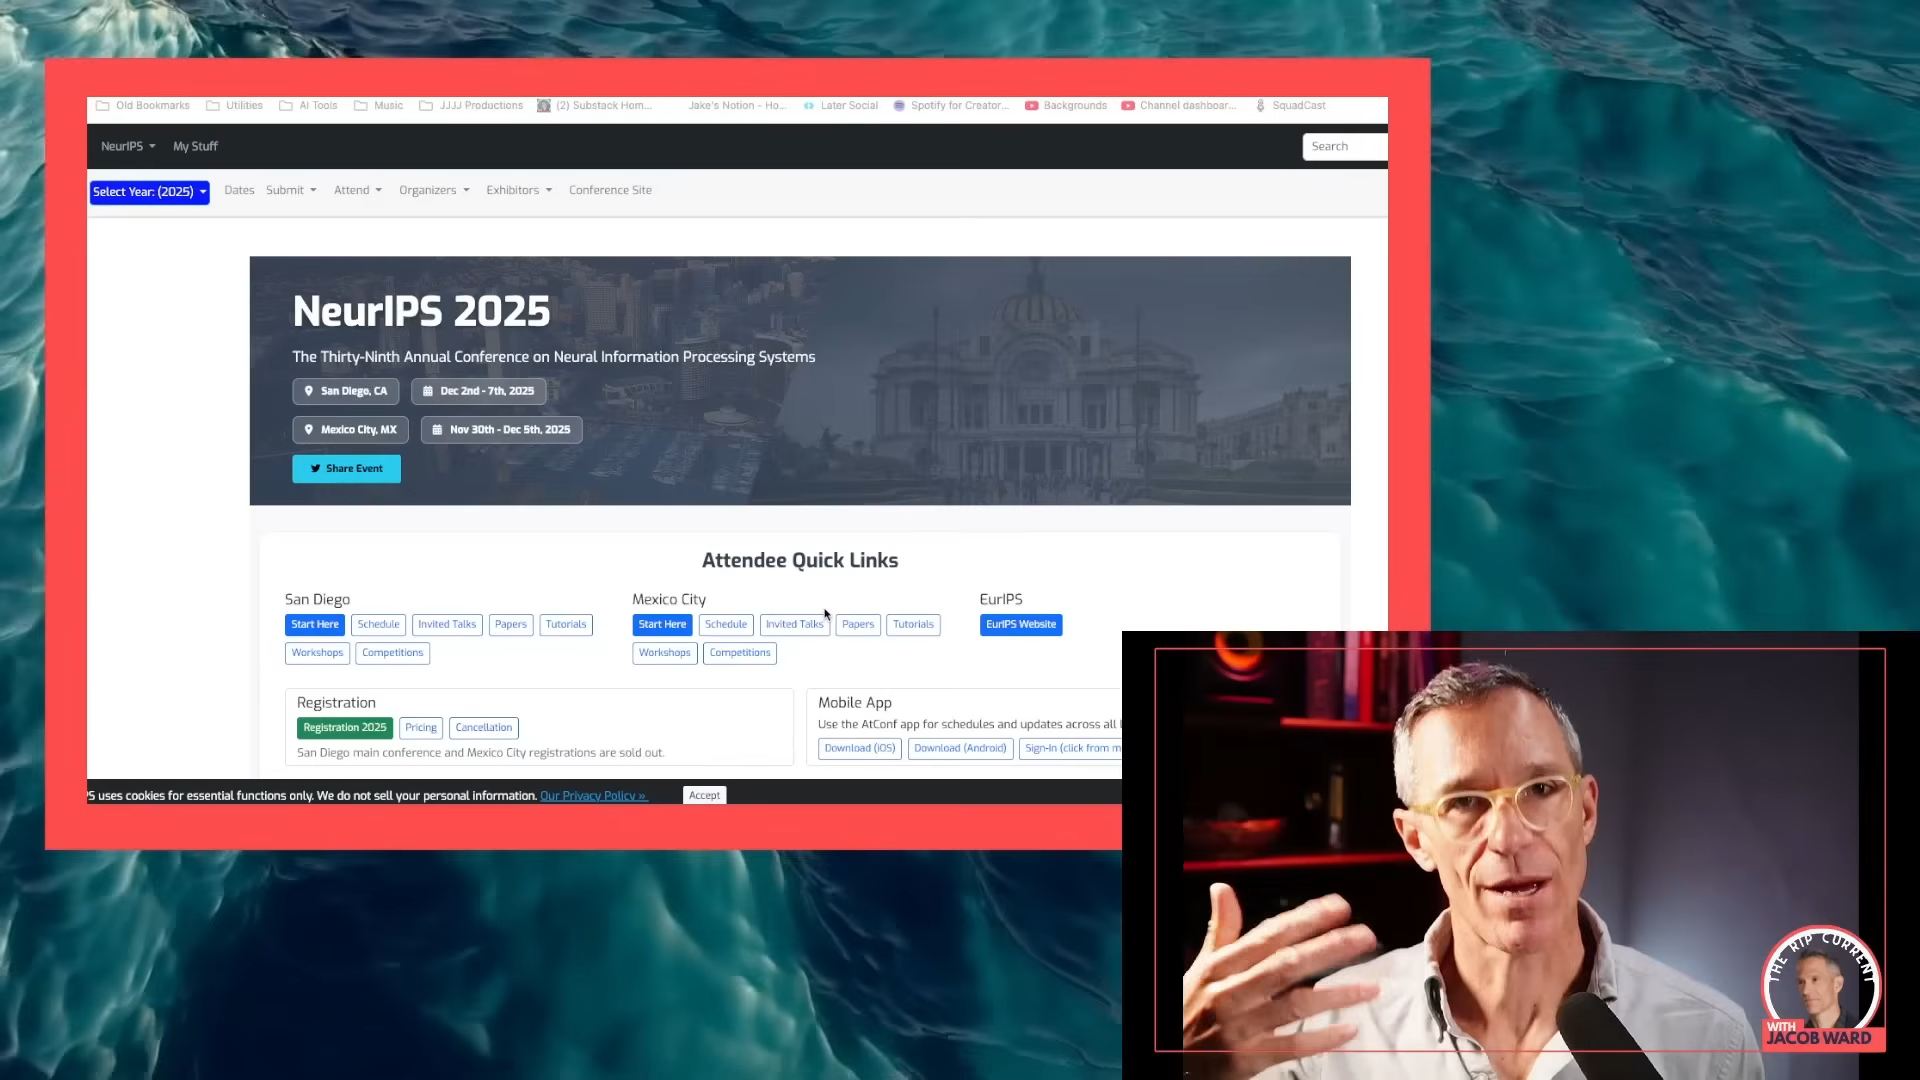 Old Bookmarks Utilities AI Tools Music JJJJ Productions (2) Substack Hom... Jake's Notion - Ho... Later Social Spotify for Creator... Backgrounds Channel dashboar... SquadCast
NeurIPS My Stuff Search
Select Year: (2025) Dates Submit Attend Organizers Exhibitors Conference Site
NeurIPS 2025
The Thirty-Ninth Annual Conference on Neural Information Processing Systems
San Diego, CA Dec 2nd - 7th, 2025
Mexico City, MX Nov 30th - Dec 5th, 2025
Share Event
Attendee Quick Links
San Diego Mexico City EurIPS
Start Here Schedule Invited Talks Papers Tutorials Start Here Schedule Invited Talks Papers Tutorials EurIPS Website
Workshops Competitions Workshops Competitions
Registration Mobile App
Registration 2025 Pricing Cancellation Use the AtConf app for schedules and updates across all
San Diego main conference and Mexico City registrations are sold out. Download (iOS) Download (Android) Sign-in (click from m
PS uses cookies for essential functions only. We do not sell your personal information. Our Privacy Policy » Accept
THE RIP CURRENT
WITH
JACOB WARD